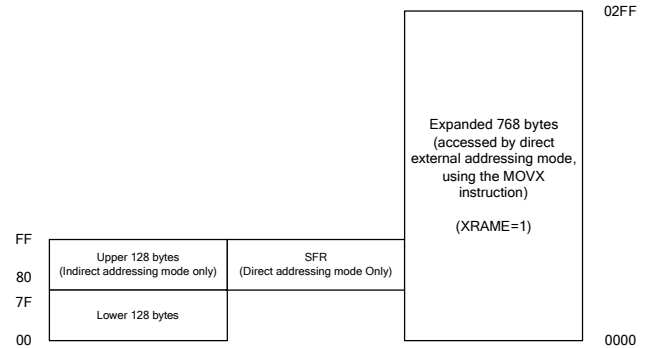 02FF
Expanded 768 bytes
(accessed by direct
external addressing mode,
using the MOVX
instruction)
(XRAME=1)
FF
Upper 128 bytes
(Indirect addressing mode only)
SFR
(Direct addressing mode Only)
80
7F
Lower 128 bytes
00
0000